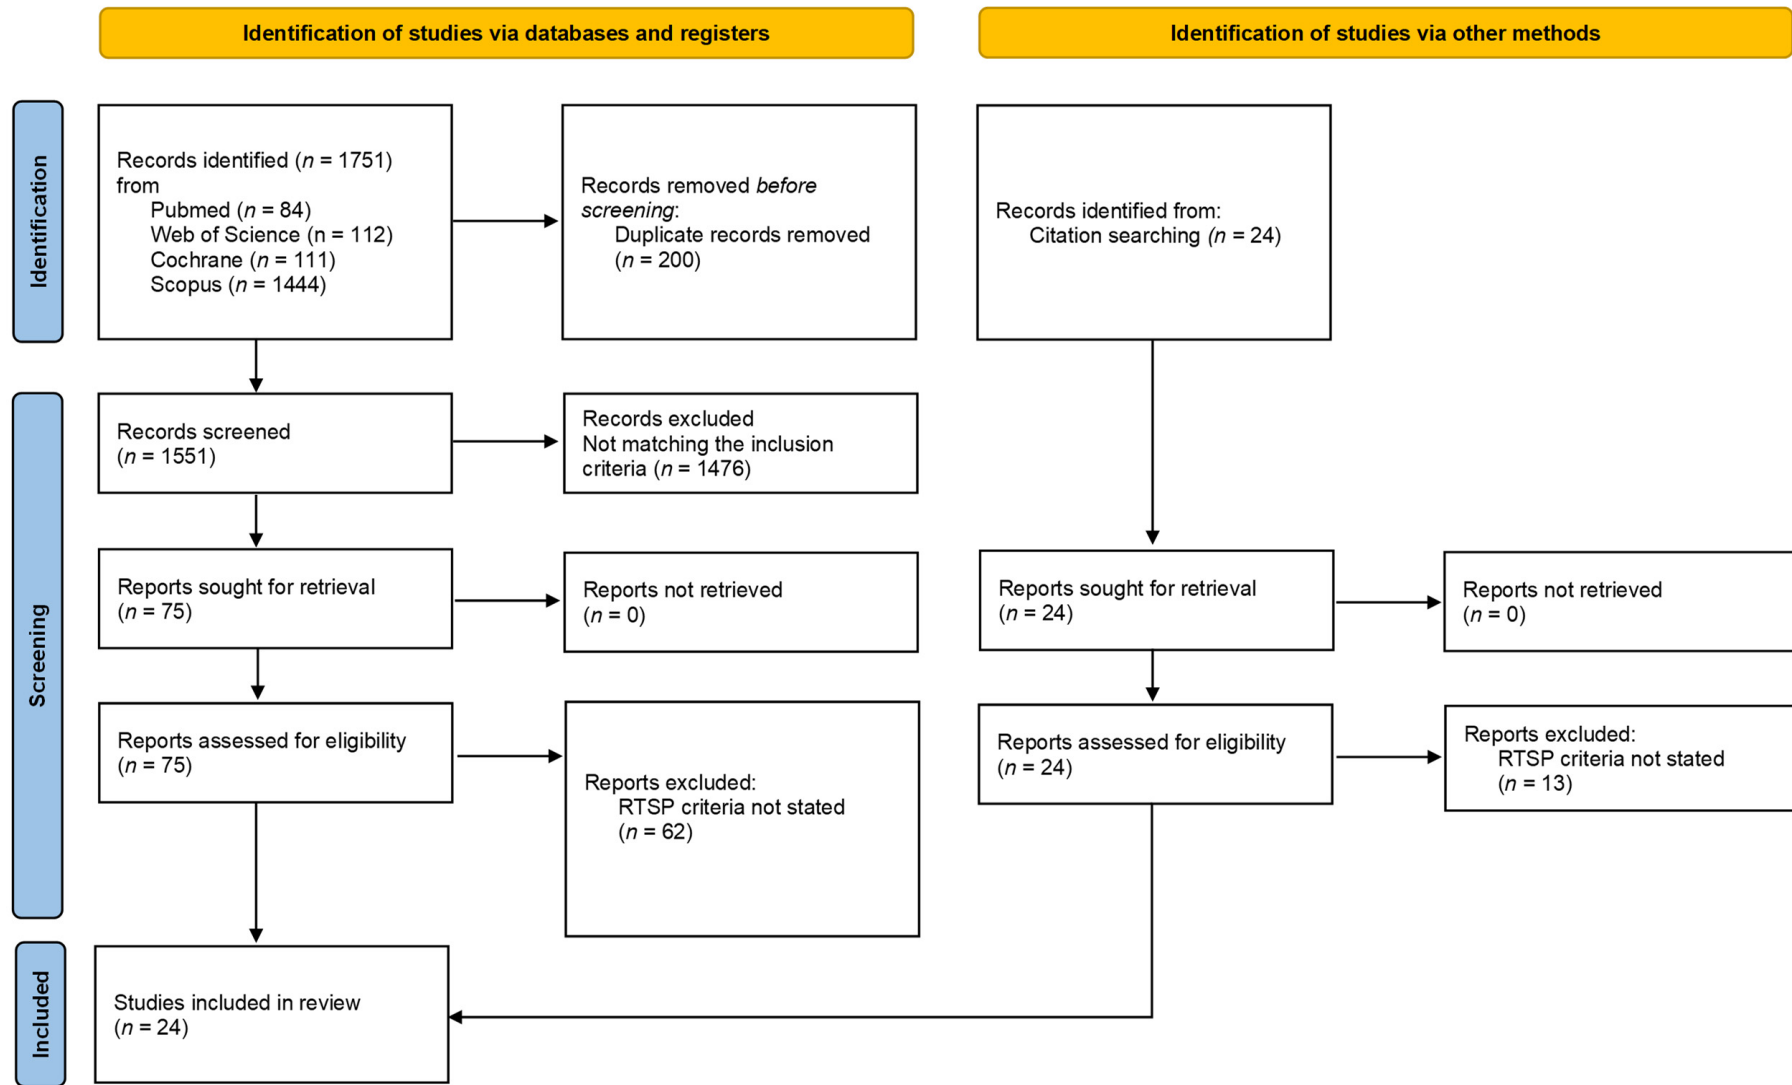 Identification of studies via databases and registers
Identification of studies via other methods
Identification
Records identified (n = 1751)
from
Pubmed (n = 84)
Web of Science (n = 112)
Cochrane (n = 111)
Scopus (n = 1444)
Records removed before
screening:
Duplicate records removed
(n = 200)
Records identified from:
Citation searching (n = 24)
Screening
Records screened
(n = 1551)
Records excluded
Not matching the inclusion
criteria (n = 1476)
Reports sought for retrieval
(n = 75)
Reports not retrieved
(n = 0)
Reports sought for retrieval
(n = 24)
Reports not retrieved
(n = 0)
Reports assessed for eligibility
(n = 75)
Reports excluded:
RTSP criteria not stated
(n = 62)
Reports assessed for eligibility
(n = 24)
Reports excluded:
RTSP criteria not stated
(n = 13)
Included
Studies included in review
(n = 24)